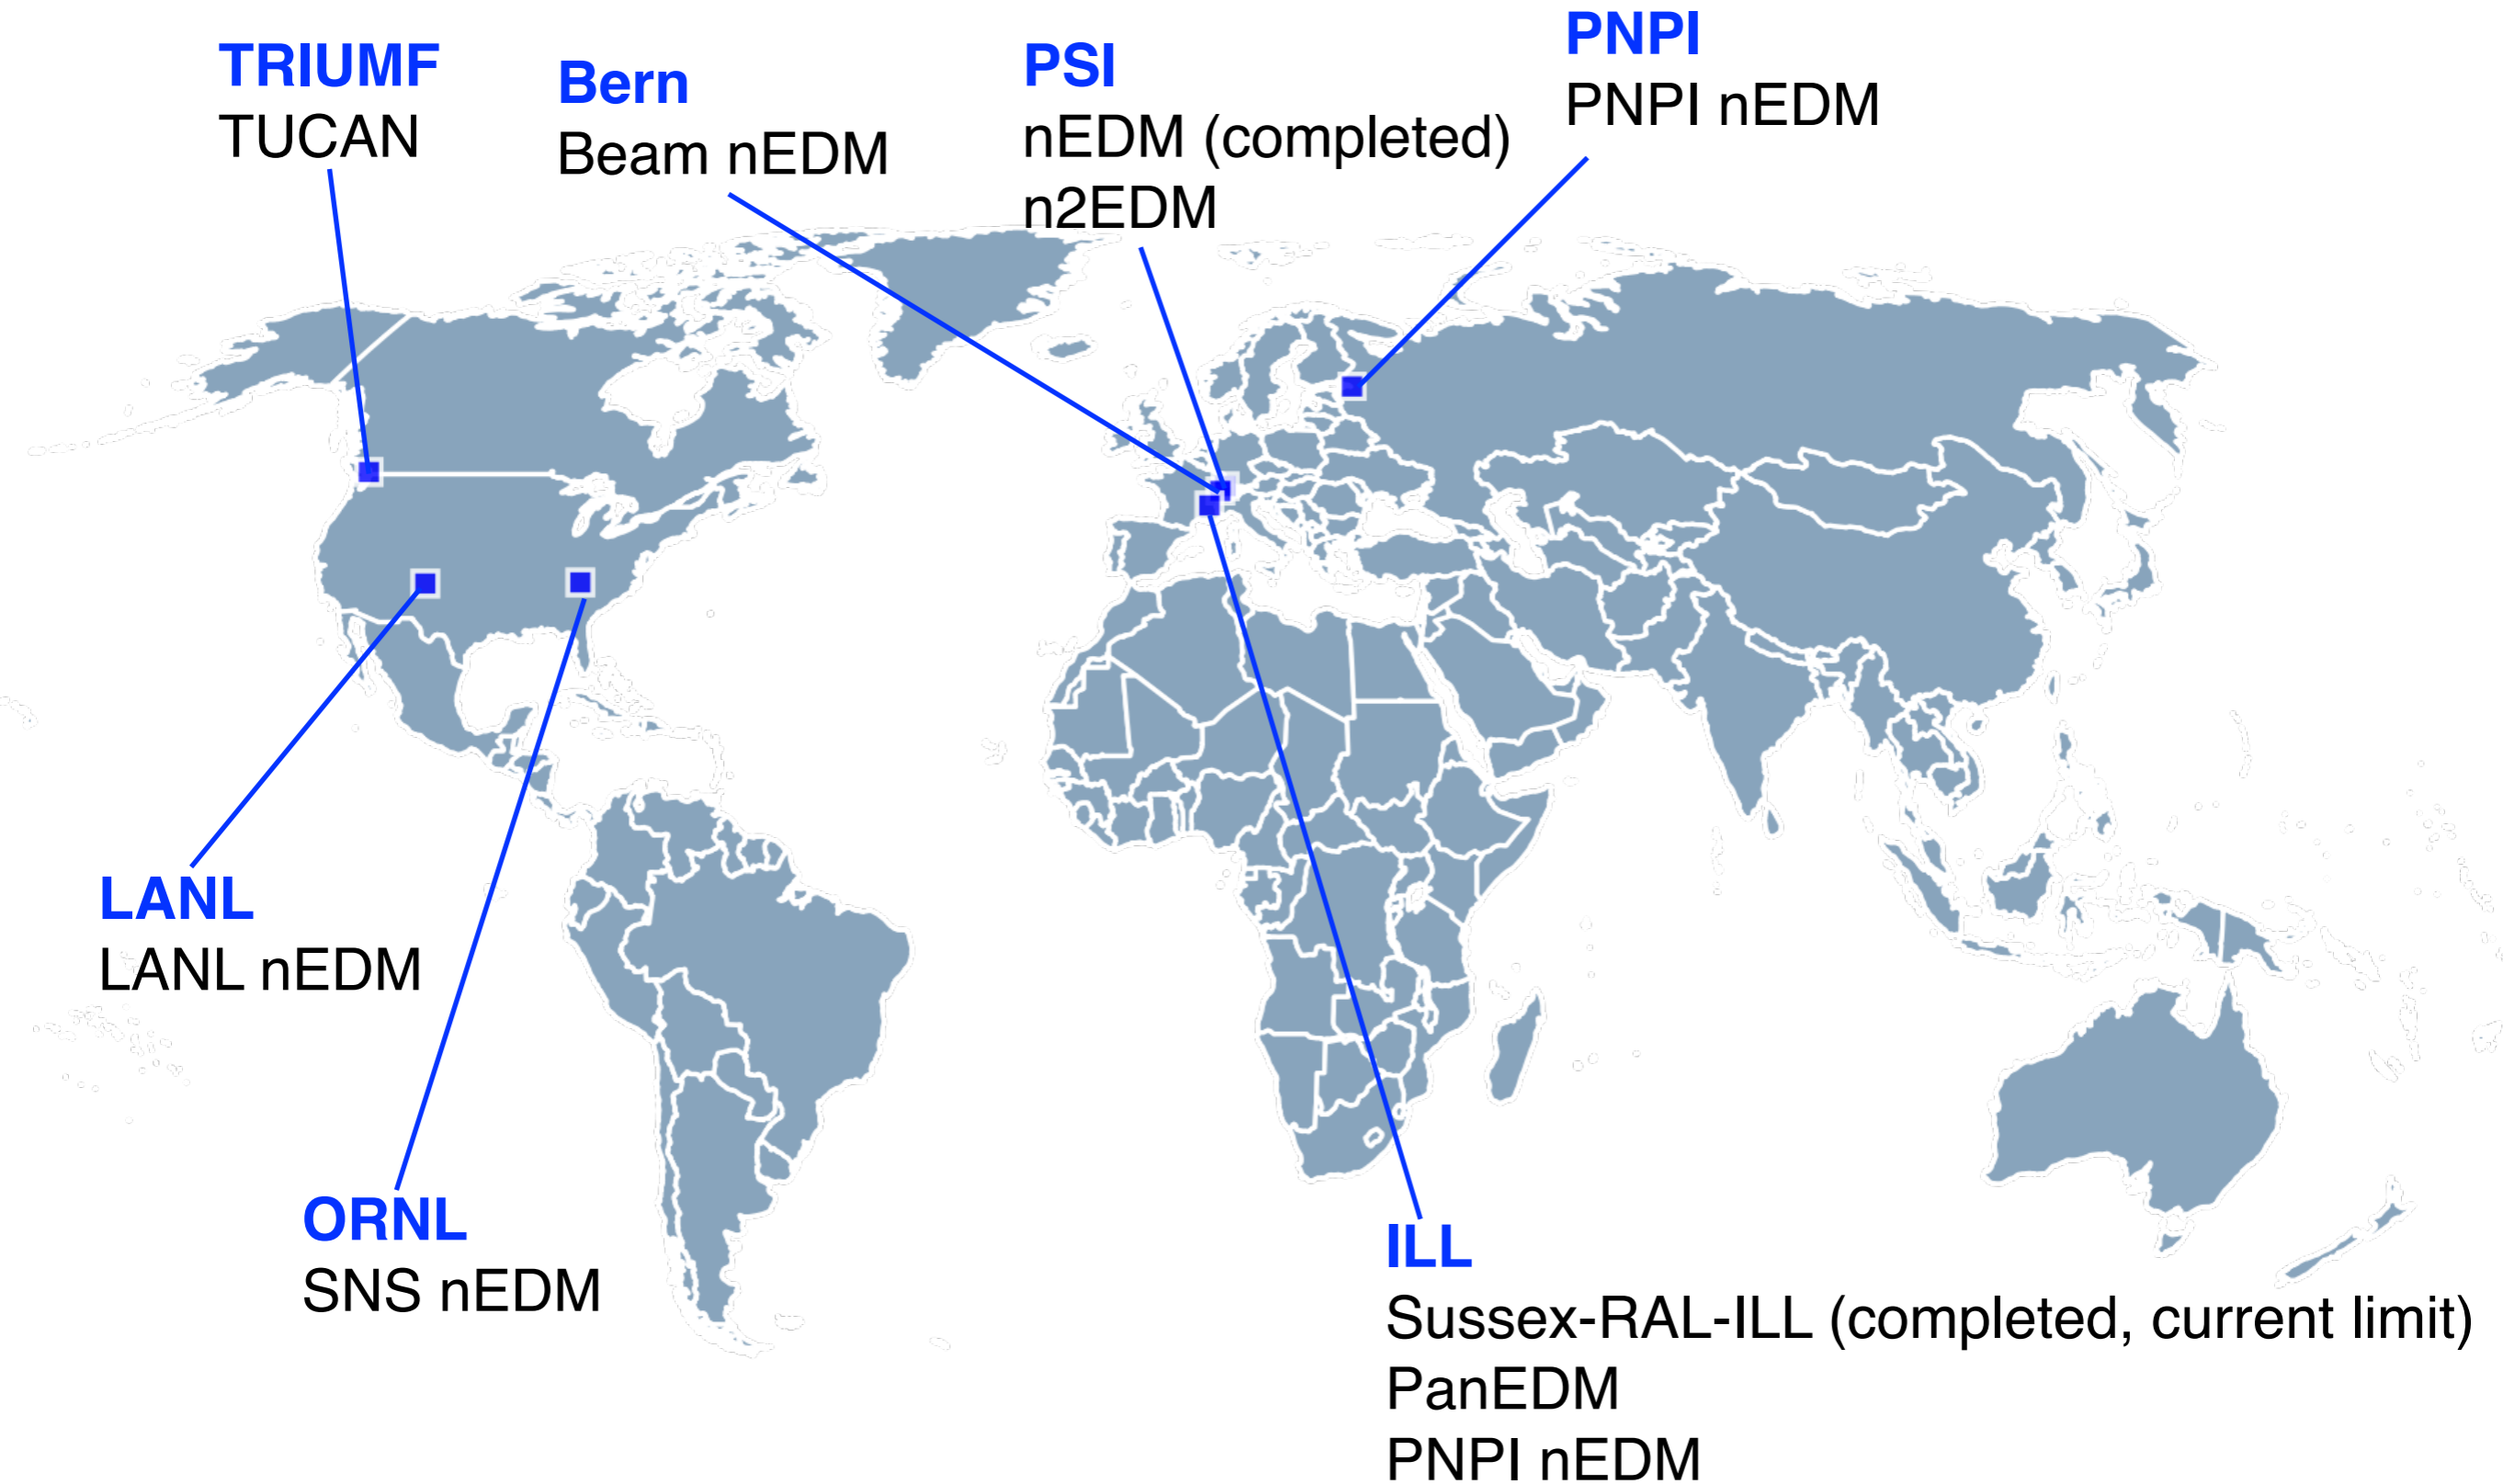 TRIUMF
TUCAN
Bern
Beam nEDM
PSI
nEDM (completed)
n2EDM
PNPI
PNPI nEDM
LANL
LANL nEDM
ORNL
SNS nEDM
ILL
Sussex-RAL-ILL (completed, current limit)
PanEDM
PNPI nEDM